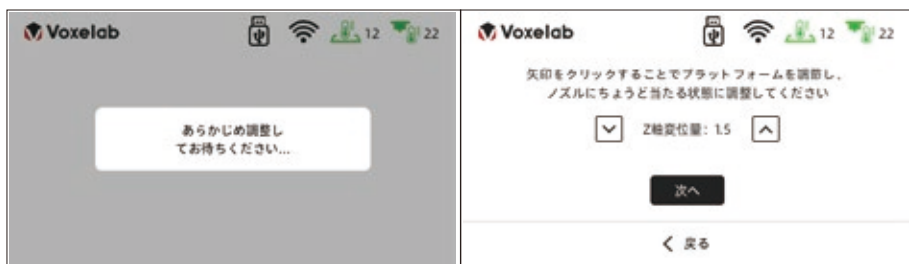 Voxelab 12 22
あらかじめ調整し
てお待ちください...
Voxelab 12 22
矢印をクリックすることでプラットフォームを調節し、
ノズルにちょうど当たる状態に調整してください
Z軸変位量: 1.5
次へ
戻る